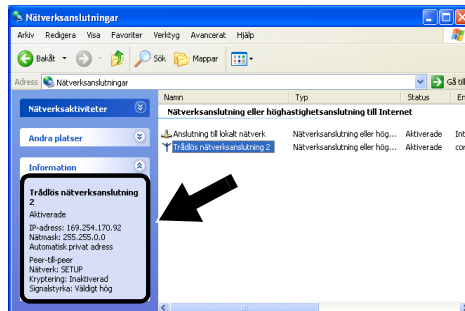 Nätverksanslutningar
Arkiv Redigera Visa Favoriter Verktyg Avancerat Hjälp
Bakåt Sök Mappar
Adress Nätverksanslutningar Gå till
Namn Typ Status
Nätverksaktiviteter
Nätverksanslutning eller höghastighetsanslutning till Internet
Andra platser
Anslutning till lokalt nätverk Nätverksanslutning eller hög... Aktiverade Int
Trådlös nätverksanslutning 2 Nätverksanslutning eller hög... Aktiverade cor
Information
Trådlös nätverksanslutning
2
Aktiverade
IP-adress: 169.254.170.92
Nätmask: 255.255.0.0
Automatisk privat adress
Peer-till-peer
Nätverk: SETUP
Kryptering: Inaktiverad
Signalstyrka: Väldigt hög